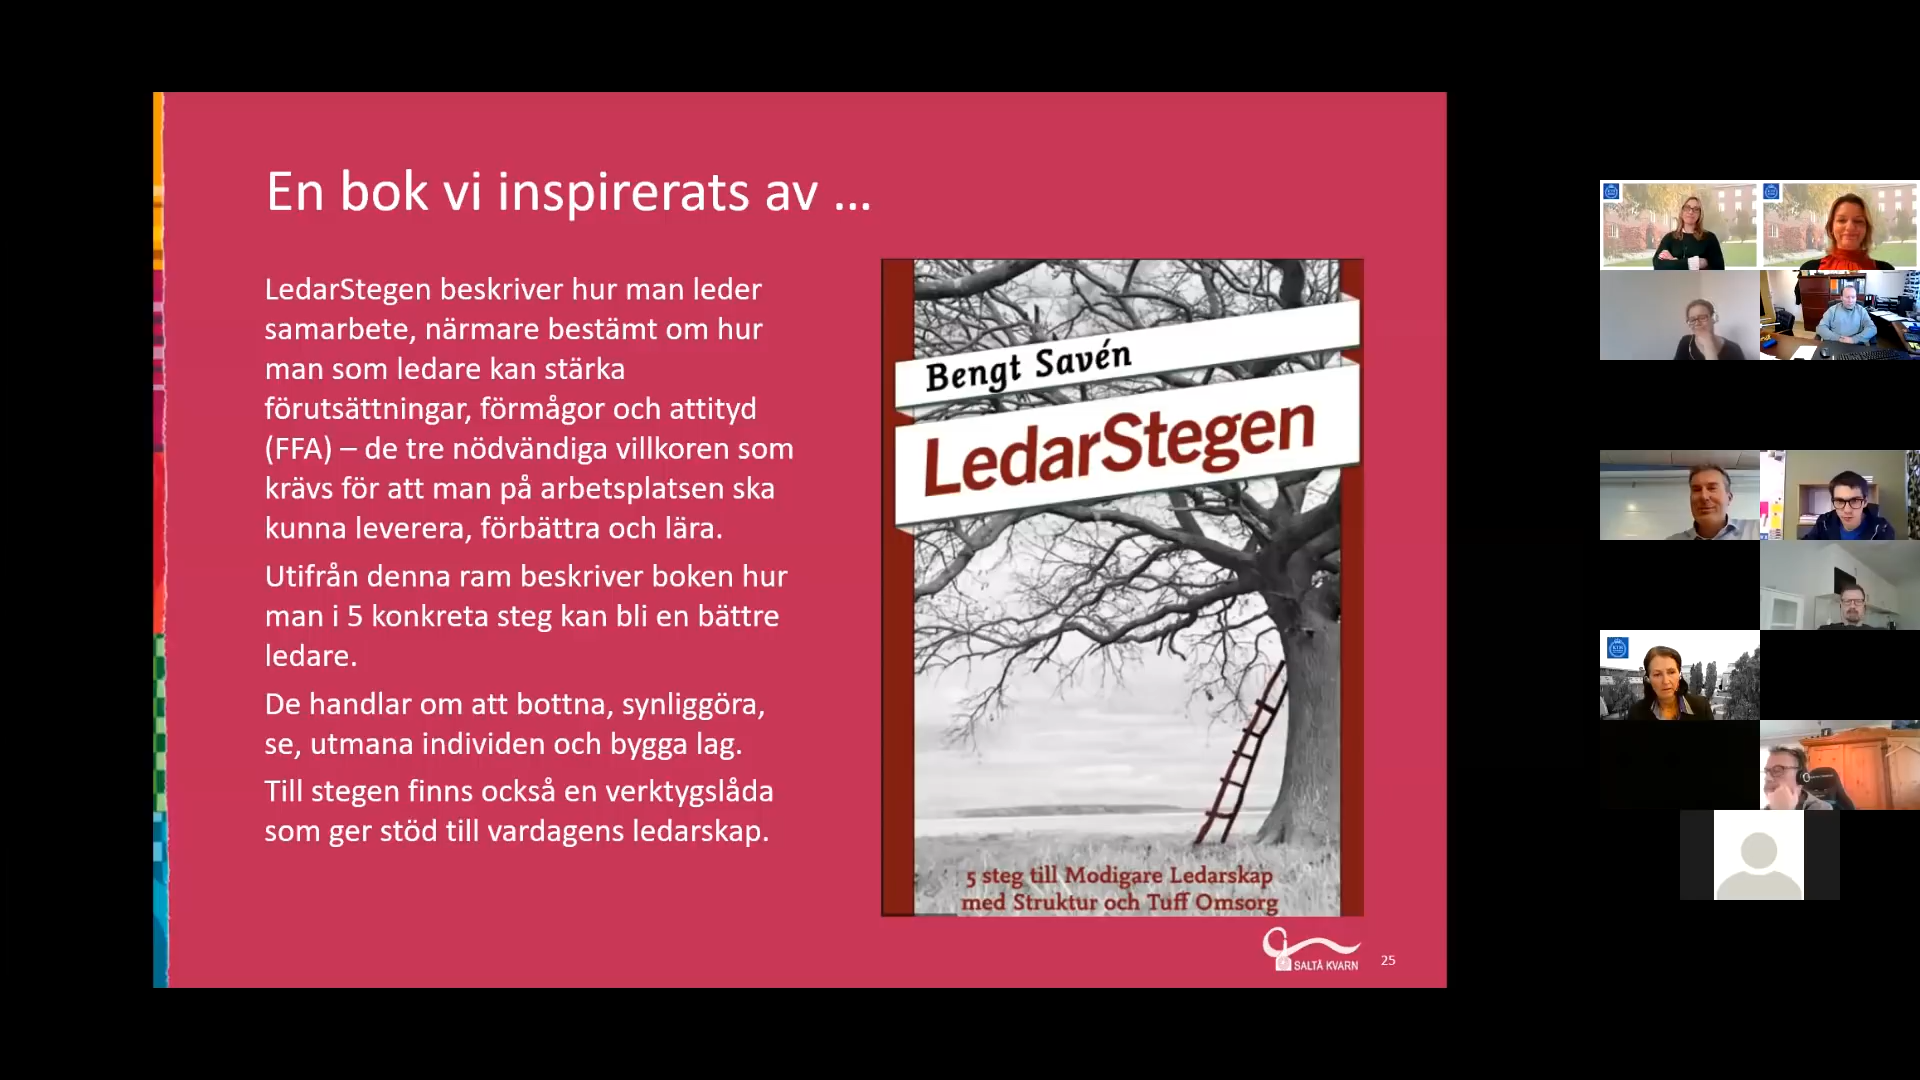 En bok vi inspirerats av ...
LedarStegen beskriver hur man leder
samarbete, närmare bestämt om hur
man som ledare kan stärka
förutsättningar, förmågor och attityd
(FFA) – de tre nödvändiga villkoren som
krävs för att man på arbetsplatsen ska
kunna leverera, förbättra och lära.
Utifrån denna ram beskriver boken hur
man i 5 konkreta steg kan bli en bättre
ledare.
De handlar om att bottna, synliggöra,
se, utmana individen och bygga lag.
Till stegen finns också en verktygslåda
som ger stöd till vardagens ledarskap.
Bengt Savén
LedarStegen
5 steg till Modigare Ledarskap
med Struktur och Tuff Omsorg
SALTÅ KVARN
25